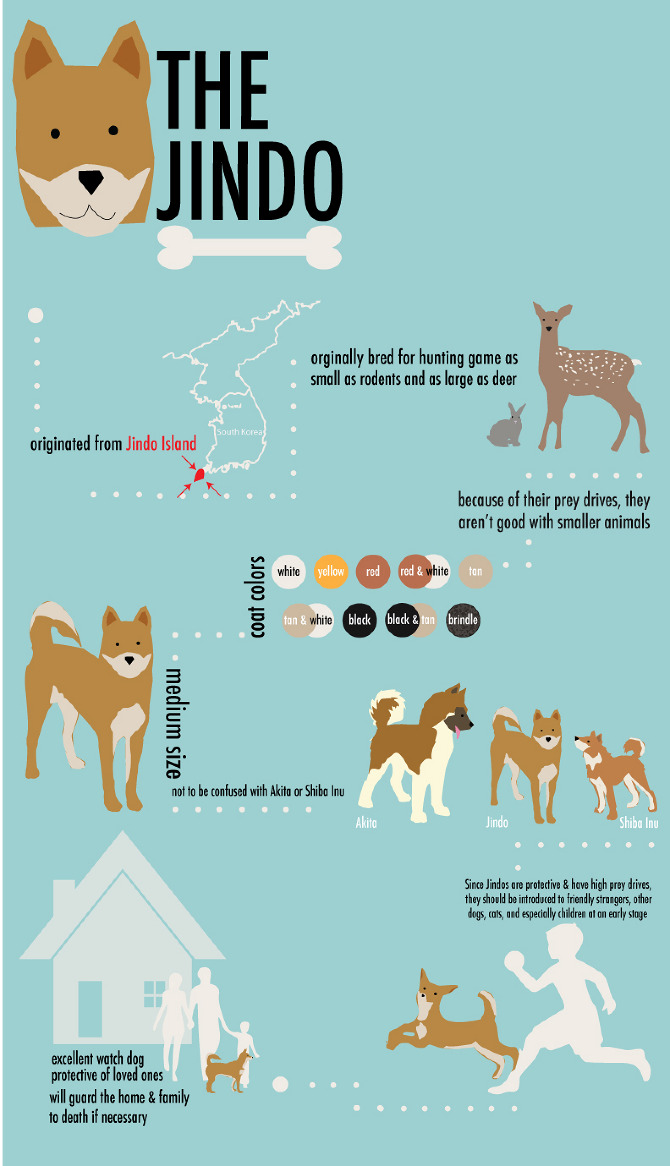 THE
JINDO
orginally bred for hunting game as
small as rodents and as large as deer
South Korea
originated from Jindo Island
because of their prey drives, they
aren't good with smaller animals
coat colors
white
yellow
red
red & white
tan
tan & white
black
black & tan
brindle
medium size
not to be confused with Akita or Shiba Inu
Akita
Jindo
Shiba Inu
Since Jindos are protective & have high prey drives,
they should be introduced to friendly strangers, other
dogs, cats, and especially children at an early stage
excellent watch dog
protective of loved ones
will guard the home & family
to death if necessary